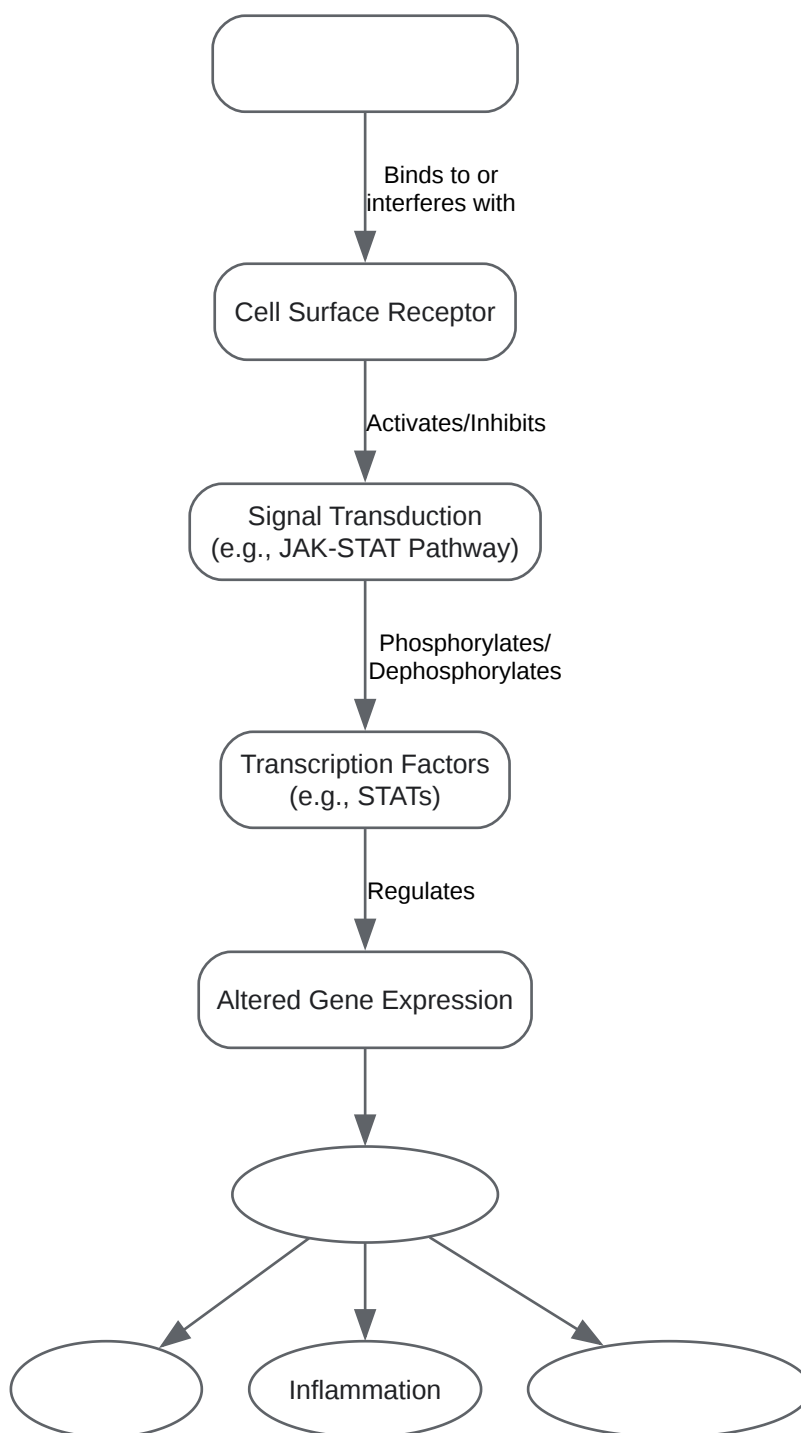 Binds to or
interferes with
Cell Surface Receptor
Activates/Inhibits
Signal Transduction
(e.g., JAK-STAT Pathway)
Phosphorylates/
Dephosphorylates
Transcription Factors
(e.g., STATs)
Regulates
Altered Gene Expression
Inflammation